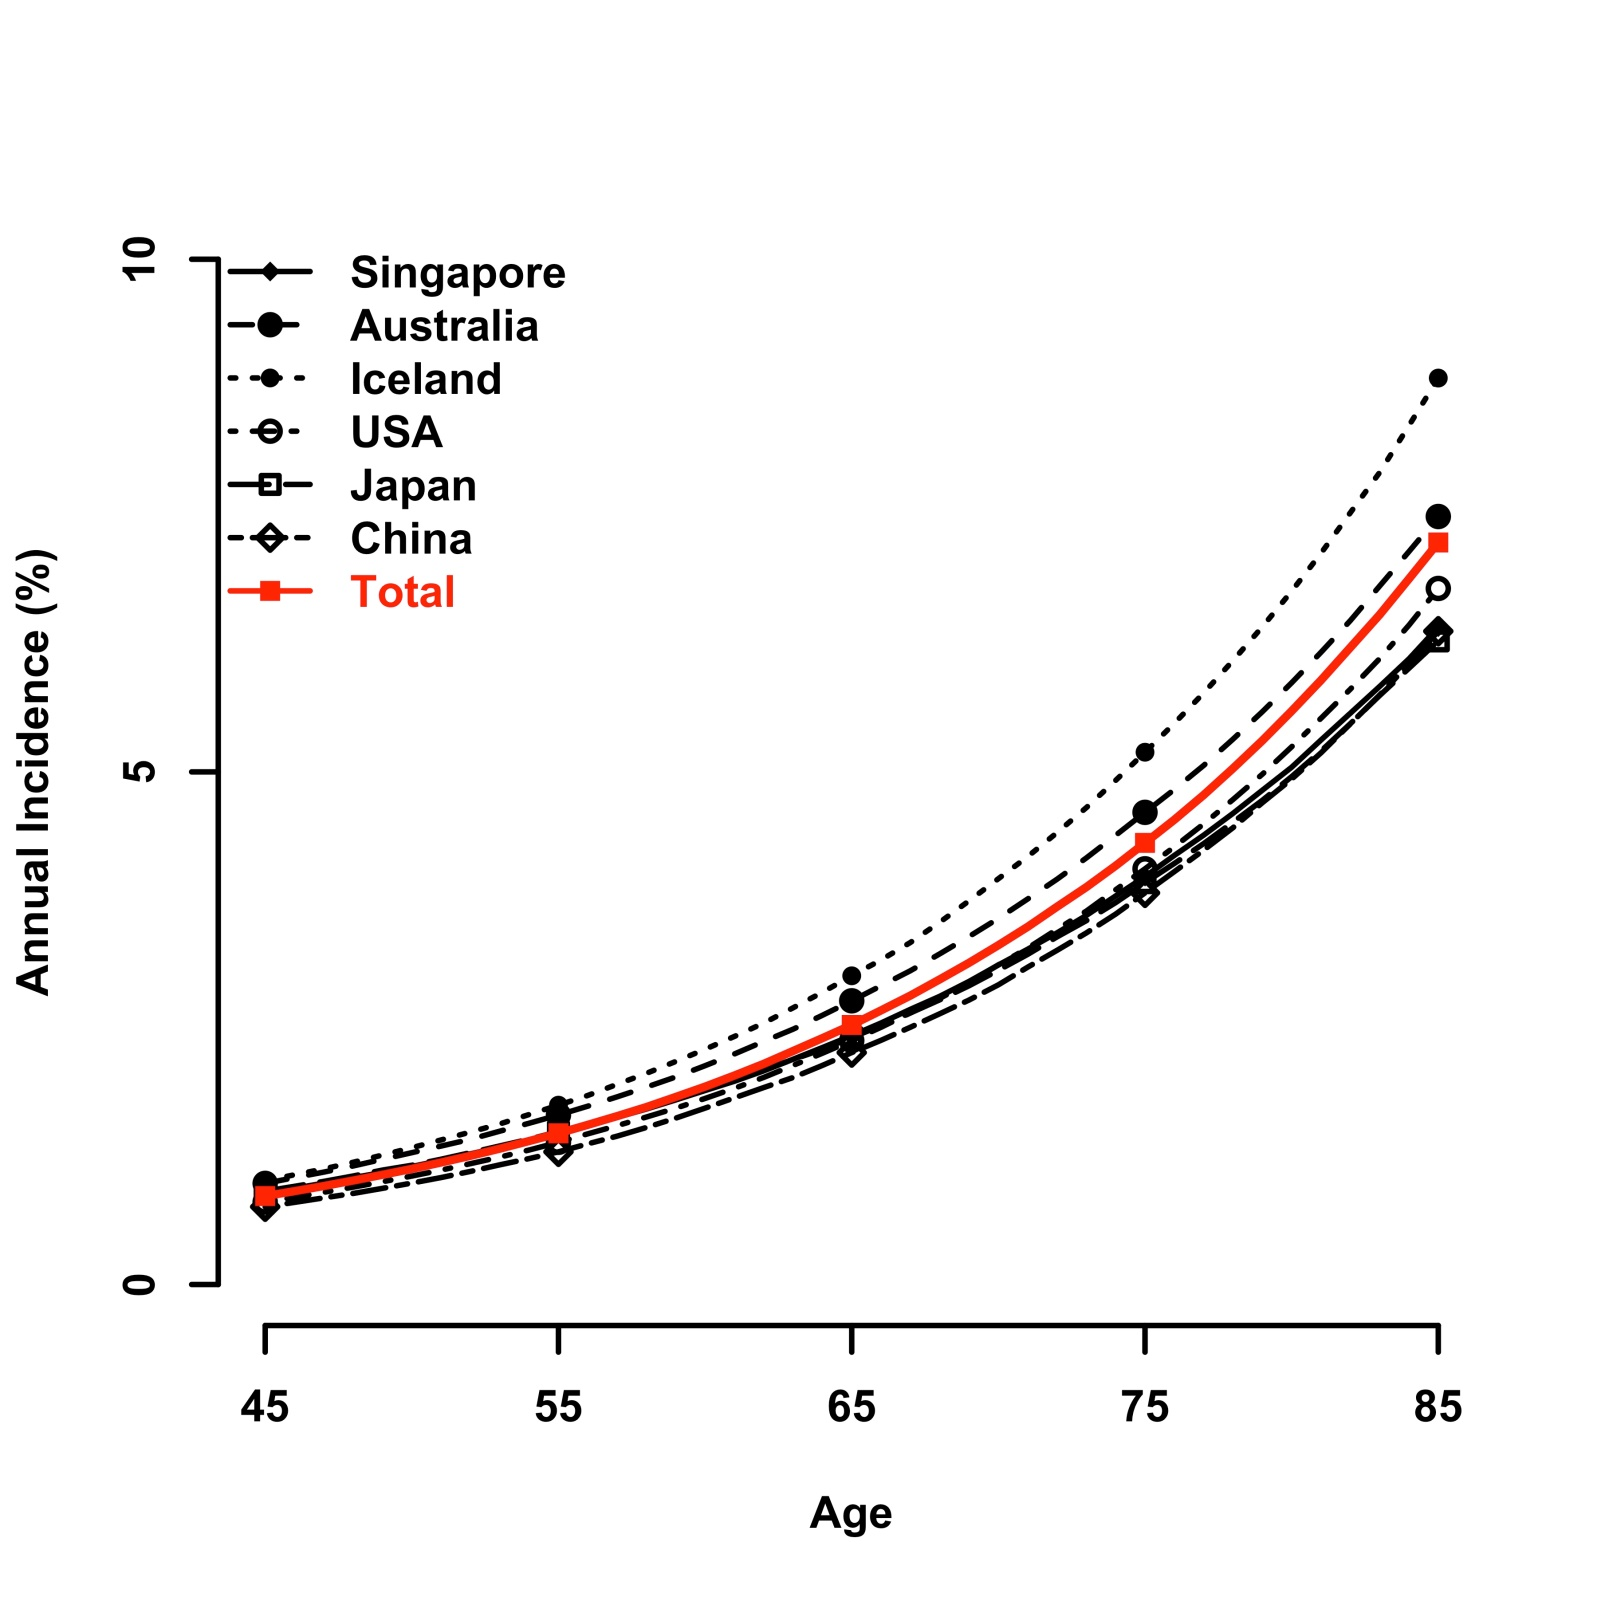 10
5
0
Annual Incidence (%)
Singapore
Australia
Iceland
USA
Japan
China
Total
45 55 65 75 85
Age